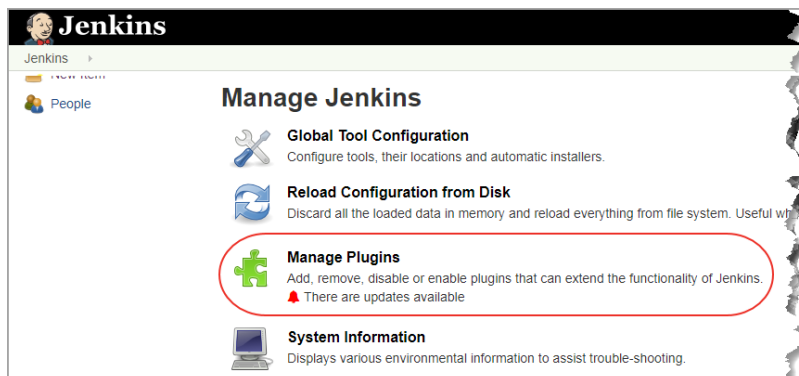 Jenkins
Jenkins
New Item
People
Manage Jenkins
Global Tool Configuration
Configure tools, their locations and automatic installers.
Reload Configuration from Disk
Discard all the loaded data in memory and reload everything from file system. Useful
Manage Plugins
Add, remove, disable or enable plugins that can extend the functionality of Jenkins.
There are updates available
System Information
Displays various environmental information to assist trouble-shooting.